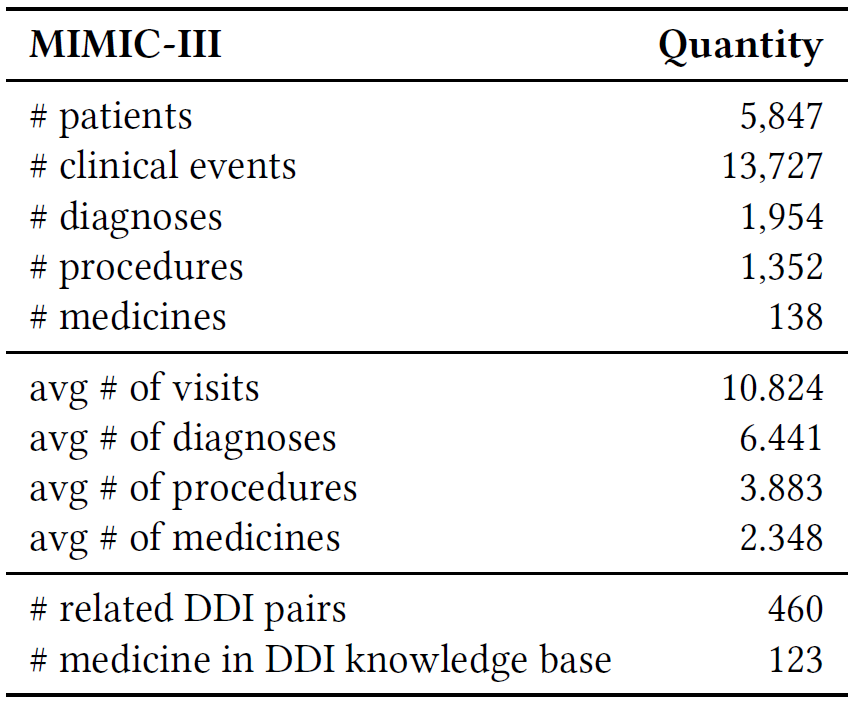 MIMIC-III Quantity
# patients 5,847
# clinical events 13,727
# diagnoses 1,954
# procedures 1,352
# medicines 138
avg # of visits 10.824
avg # of diagnoses 6.441
avg # of procedures 3.883
avg # of medicines 2.348
# related DDI pairs 460
# medicine in DDI knowledge base 123